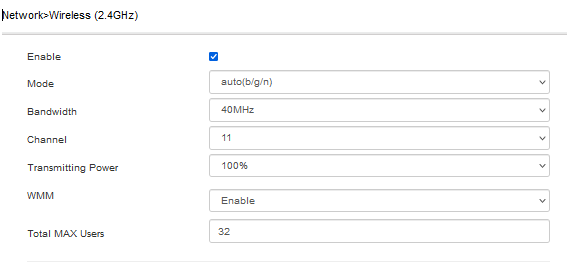 Network>Wireless (2.4GHz)
Enable
Mode auto(b/g/n)
Bandwidth 40MHz
Channel 11
Transmitting Power 100%
WMM Enable
Total MAX Users 32